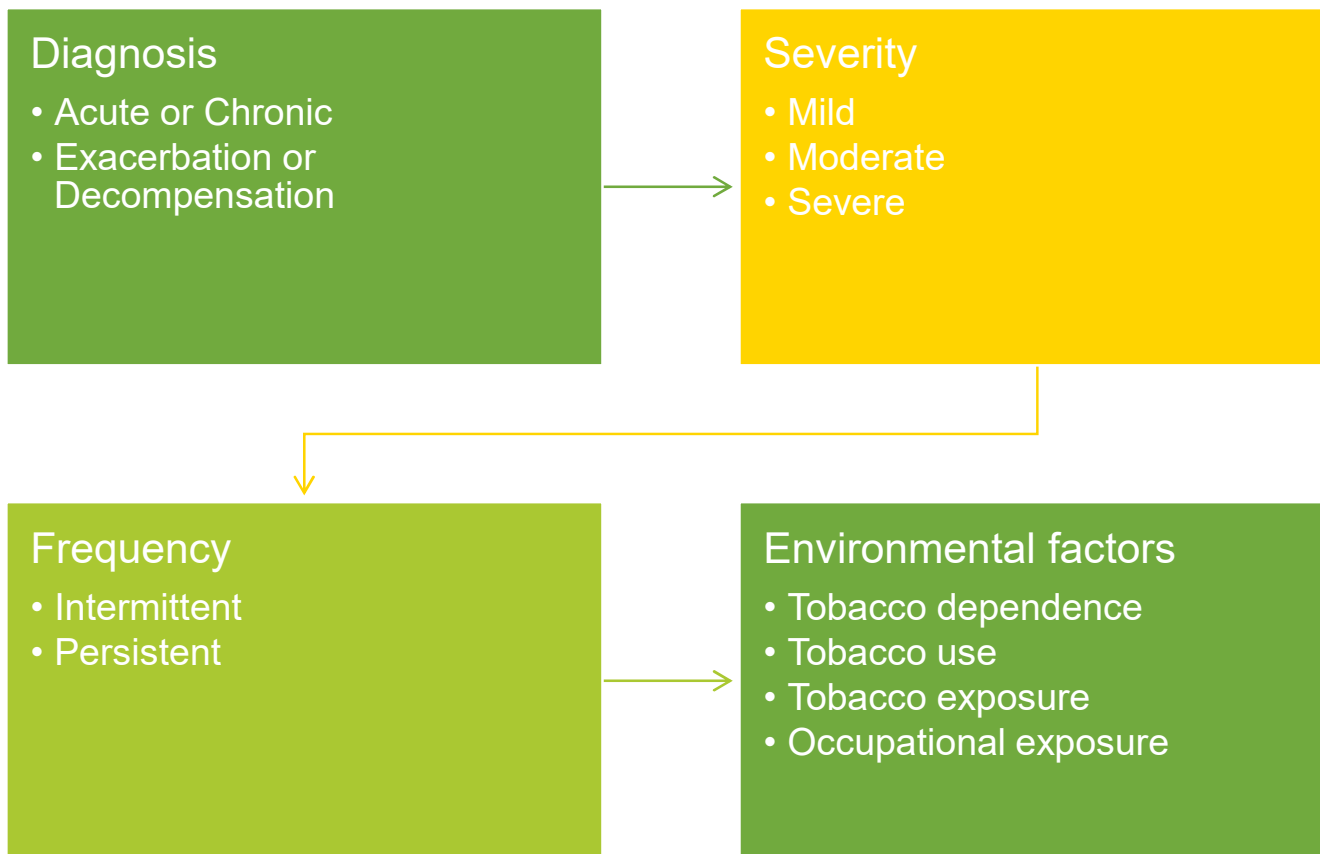 Diagnosis
• Acute or Chronic
• Exacerbation or
Decompensation
Severity
• Mild
• Moderate
• Severe
Frequency
• Intermittent
• Persistent
Environmental factors
• Tobacco dependence
• Tobacco use
• Tobacco exposure
• Occupational exposure